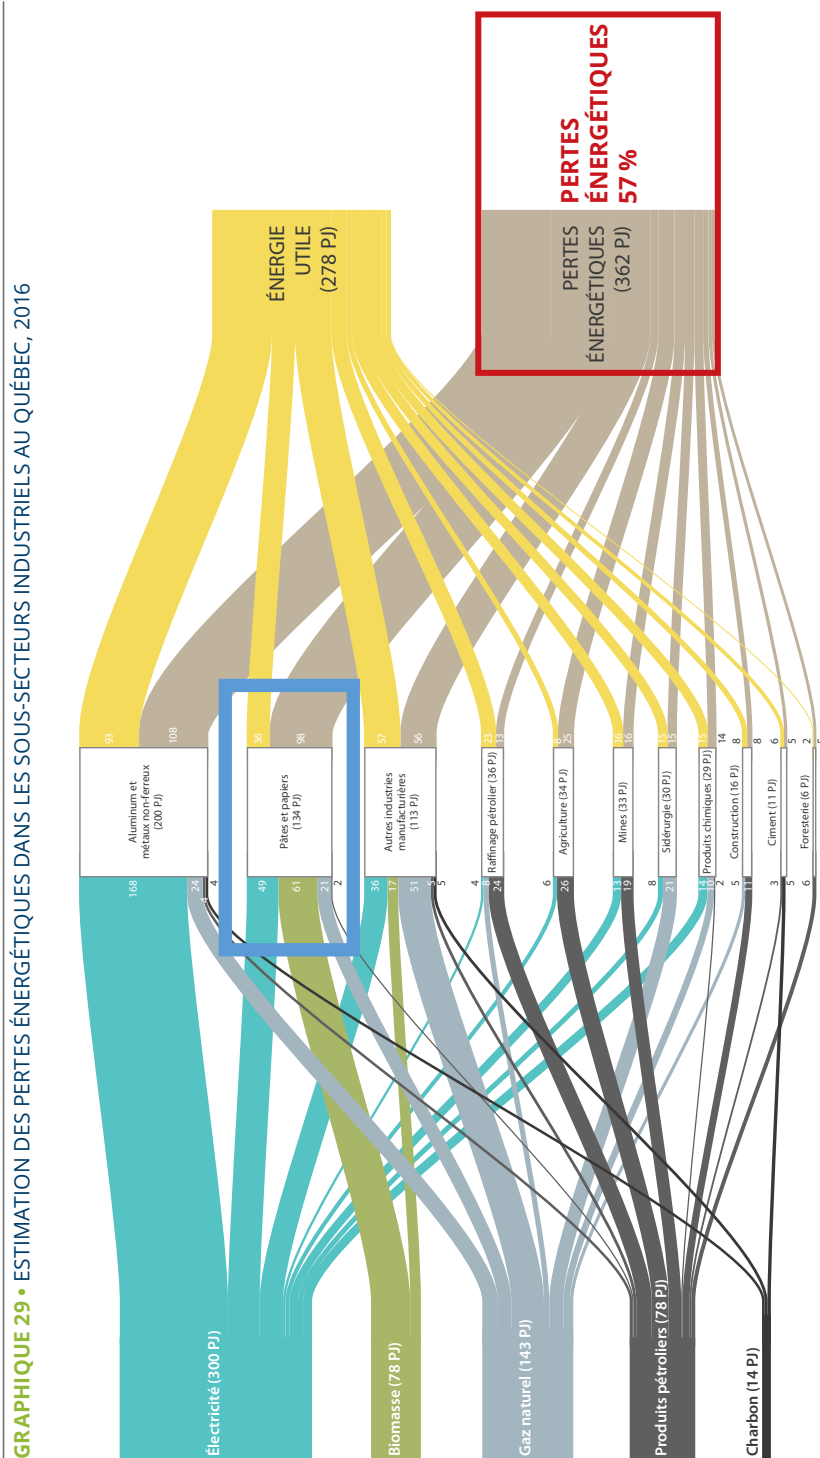 GRAPHIQUE 29 • ESTIMATION DES PERTES ÉNERGÉTIQUES DANS LES SOUS-SECTEURS INDUSTRIELS AU QUÉBEC, 2016
Électricité (300 PJ)
Biomasse (78 PJ)
Gaz naturel (143 PJ)
Produits pétroliers (78 PJ)
Charbon (14 PJ)
168
24
4
4
49
61
21
2
36
17
51
5
5
4
8
24
6
26
13
19
8
21
14
10
2
5
11
3
5
6
Aluminum et
métaux non-ferreux
(200 PJ)
Pâtes et papiers
(134 PJ)
Autres industries
manufacturières
(113 PJ)
Raffinage pétrolier (36 PJ)
Agriculture (34 PJ)
Mines (33 PJ)
Sidérurgie (30 PJ)
Produits chimiques (29 PJ)
Construction (16 PJ)
Ciment (11 PJ)
Foresterie (6 PJ)
93
108
36
98
57
56
23
13
8
25
16
16
15
15
15
14
8
8
6
5
2
5
ÉNERGIE
UTILE
(278 PJ)
PERTES
ÉNERGÉTIQUES
(362 PJ)
PERTES
ÉNERGÉTIQUES
57 %